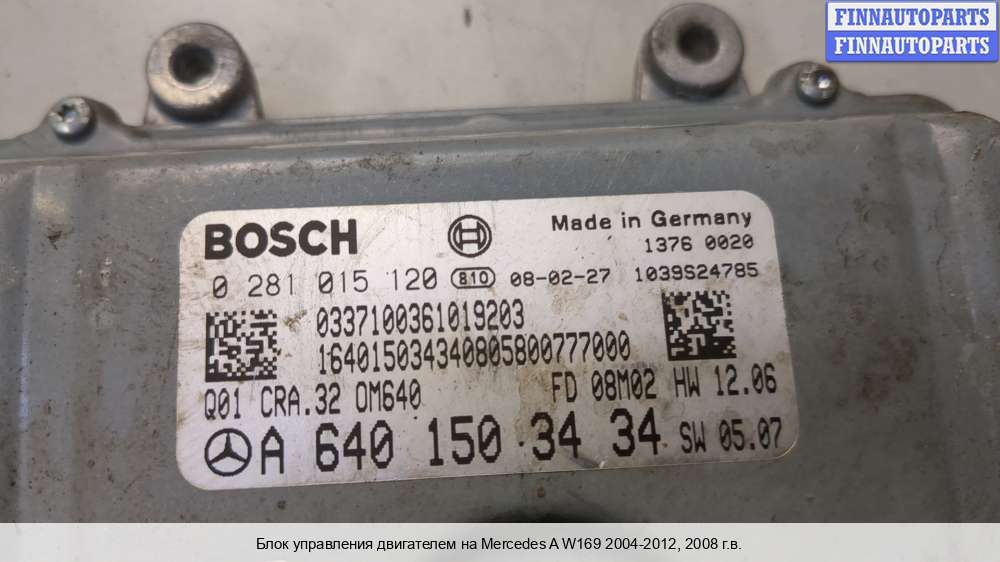 FINNAUTOPARTS
FINNAUTOPARTS
BOSCH
Made in Germany
1376 0020
0 281 015 120 810 08-02-27 1039S24785
0337100361019203
16401503434080580077​7000
Q01 CRA.32 OM640 FD 08M02 HW 12.06
A 640 150 34 34 SW 05.07
Блок управления двигателем на Mercedes A W169 2004-2012, 2008 г.в.